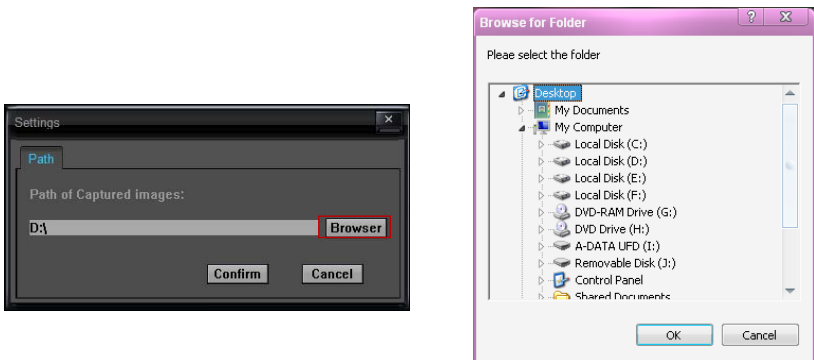 Settings
Path
Path of Captured images:
D:\
Browser
Confirm
Cancel
Browse for Folder
Pleae select the folder
Desktop
My Documents
My Computer
Local Disk (C:)
Local Disk (D:)
Local Disk (E:)
Local Disk (F:)
DVD-RAM Drive (G:)
DVD Drive (H:)
A-DATA UFD (I:)
Removable Disk (J:)
Control Panel
Shared Documents
OK
Cancel